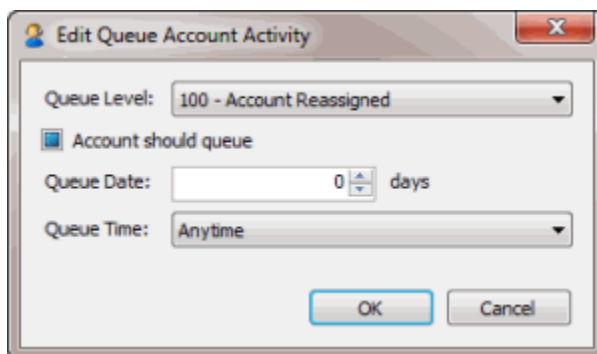 Edit Queue Account Activity
Queue Level: 100 - Account Reassigned
Account should queue
Queue Date: 0 days
Queue Time: Anytime
OK Cancel